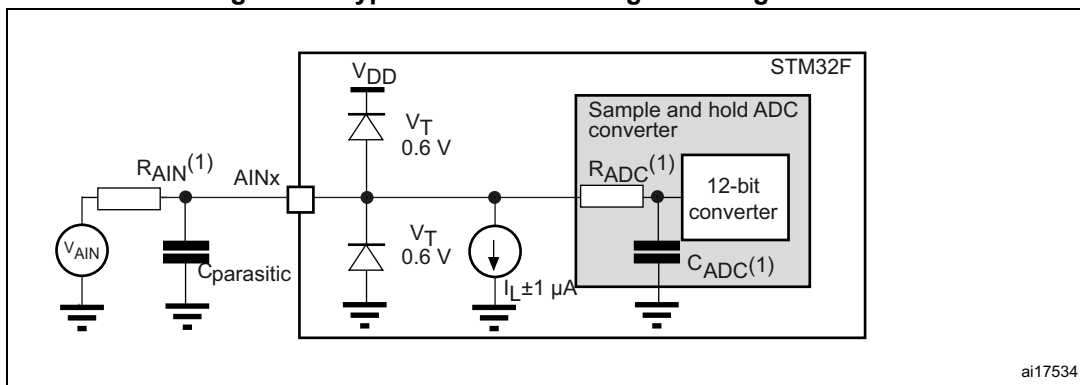 STM32F
VDD
Sample and hold ADC
converter
VT
0.6 V
RAIN(1)
AINx
RADC(1)
12-bit
converter
VAIN
Cparasitic
VT
0.6 V
IL±1 µA
CADC(1)
ai17534